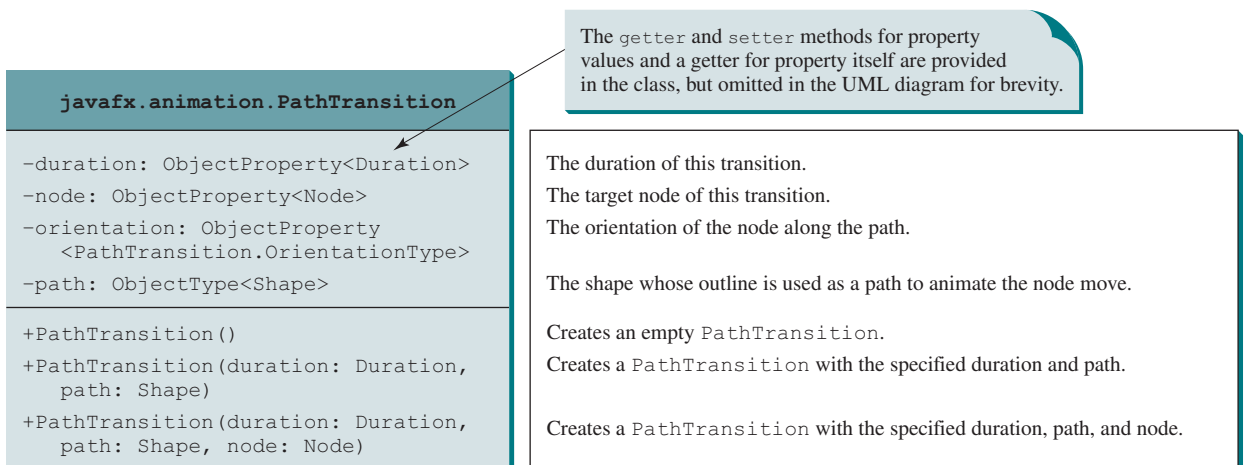 The getter and setter methods for property
values and a getter for property itself are provided
in the class, but omitted in the UML diagram for brevity.
javafx.animation.PathTransition
-duration: ObjectProperty<Duration>
The duration of this transition.
-node: ObjectProperty<Node>
The target node of this transition.
-orientation: ObjectProperty
<PathTransition.OrientationType>
The orientation of the node along the path.
-path: ObjectType<Shape>
The shape whose outline is used as a path to animate the node move.
+PathTransition()
Creates an empty PathTransition.
+PathTransition(duration: Duration,
path: Shape)
Creates a PathTransition with the specified duration and path.
+PathTransition(duration: Duration,
path: Shape, node: Node)
Creates a PathTransition with the specified duration, path, and node.